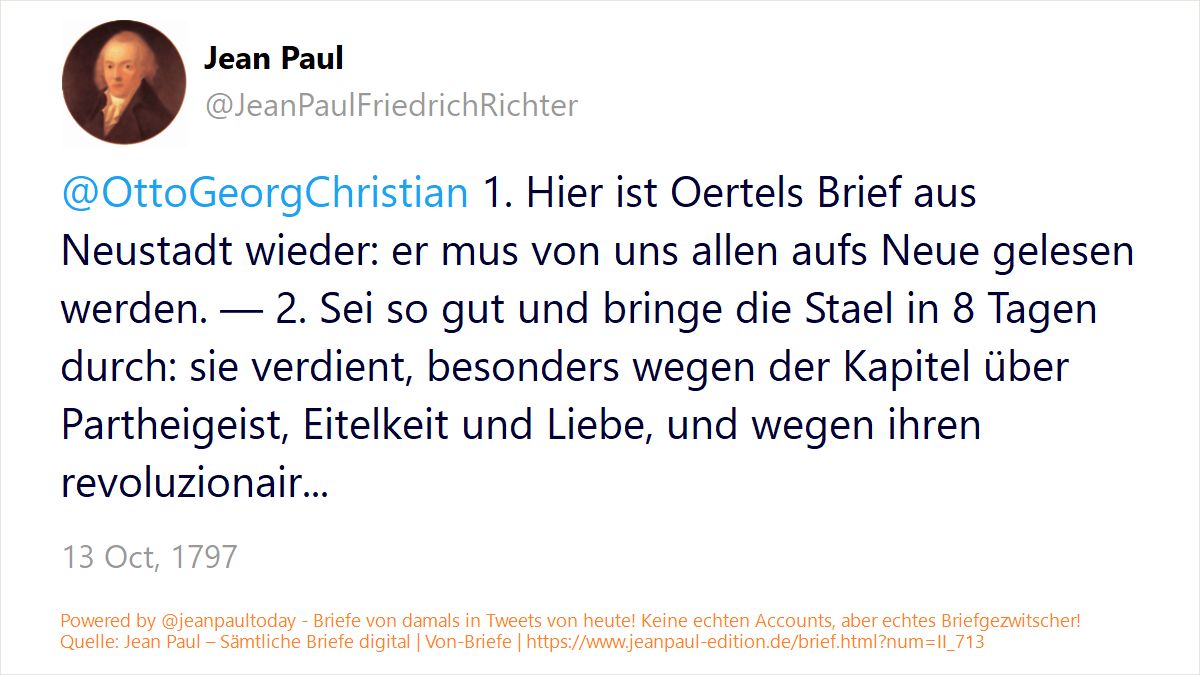 Jean Paul
@JeanPaulFriedrichRichter
@OttoGeorgChristian 1. Hier ist Oertels Brief aus
Neustadt wieder: er mus von uns allen aufs Neue gelesen
werden. — 2. Sei so gut und bringe die Stael in 8 Tagen
durch: sie verdient, besonders wegen der Kapitel über
Partheigeist, Eitelkeit und Liebe, und wegen ihren
revoluzionair...
13 Oct, 1797
Powered by @jeanpaultoday - Briefe von damals in Tweets von heute! Keine echten Accounts, aber echtes Briefgezwitscher!
Quelle: Jean Paul – Sämtliche Briefe digital | Von-Briefe | https://www.jeanpaul-edition.de/brief.html?num=II_713